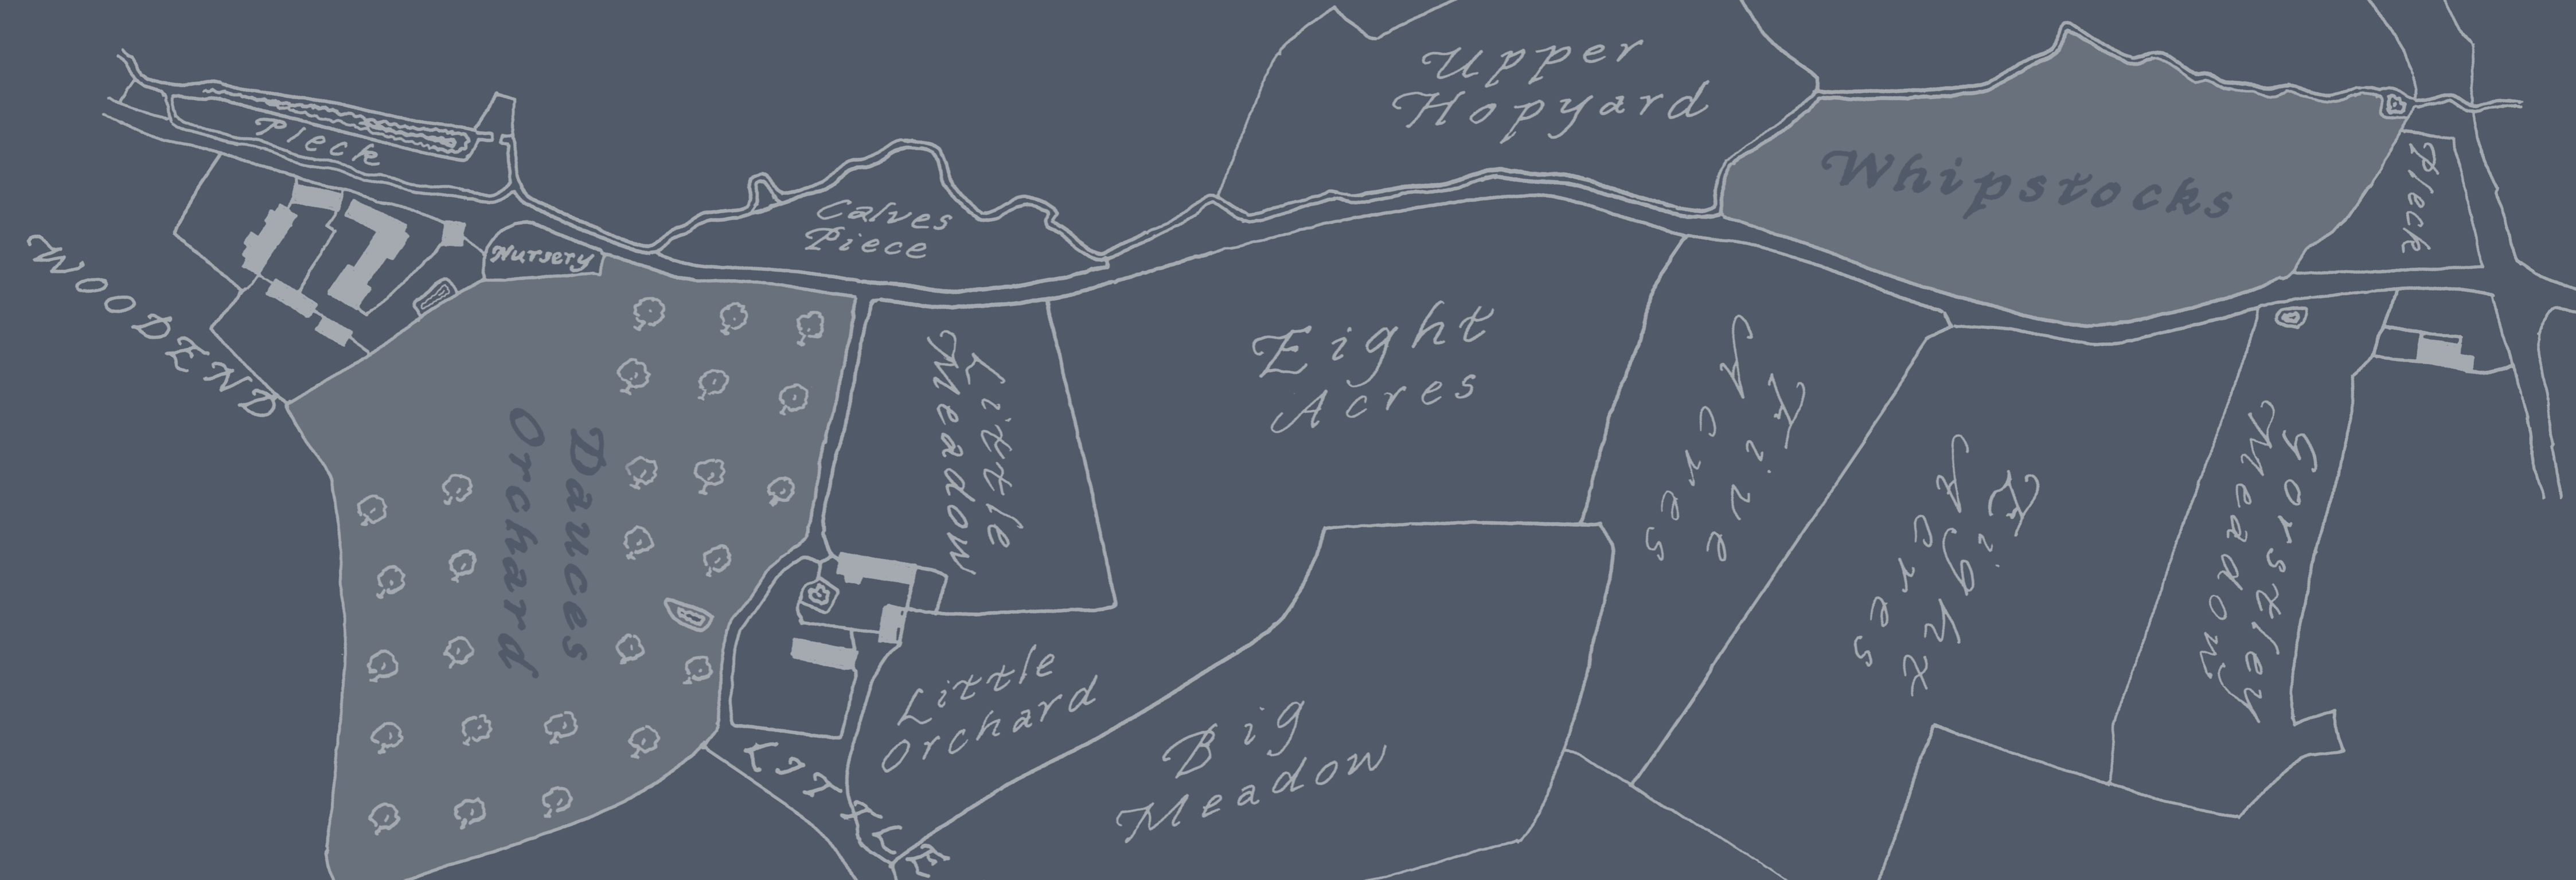 Pleck
WOODEND
Nursery
Calves
Piece
Upper
Hopyard
Whipstocks
Pleck
Dauces
Orchard
Little
Meadow
Eight
Acres
Five
Acres
Eight
Acres
Gorstley
Meadow
Little
Orchard
Big
Meadow
LITTLE